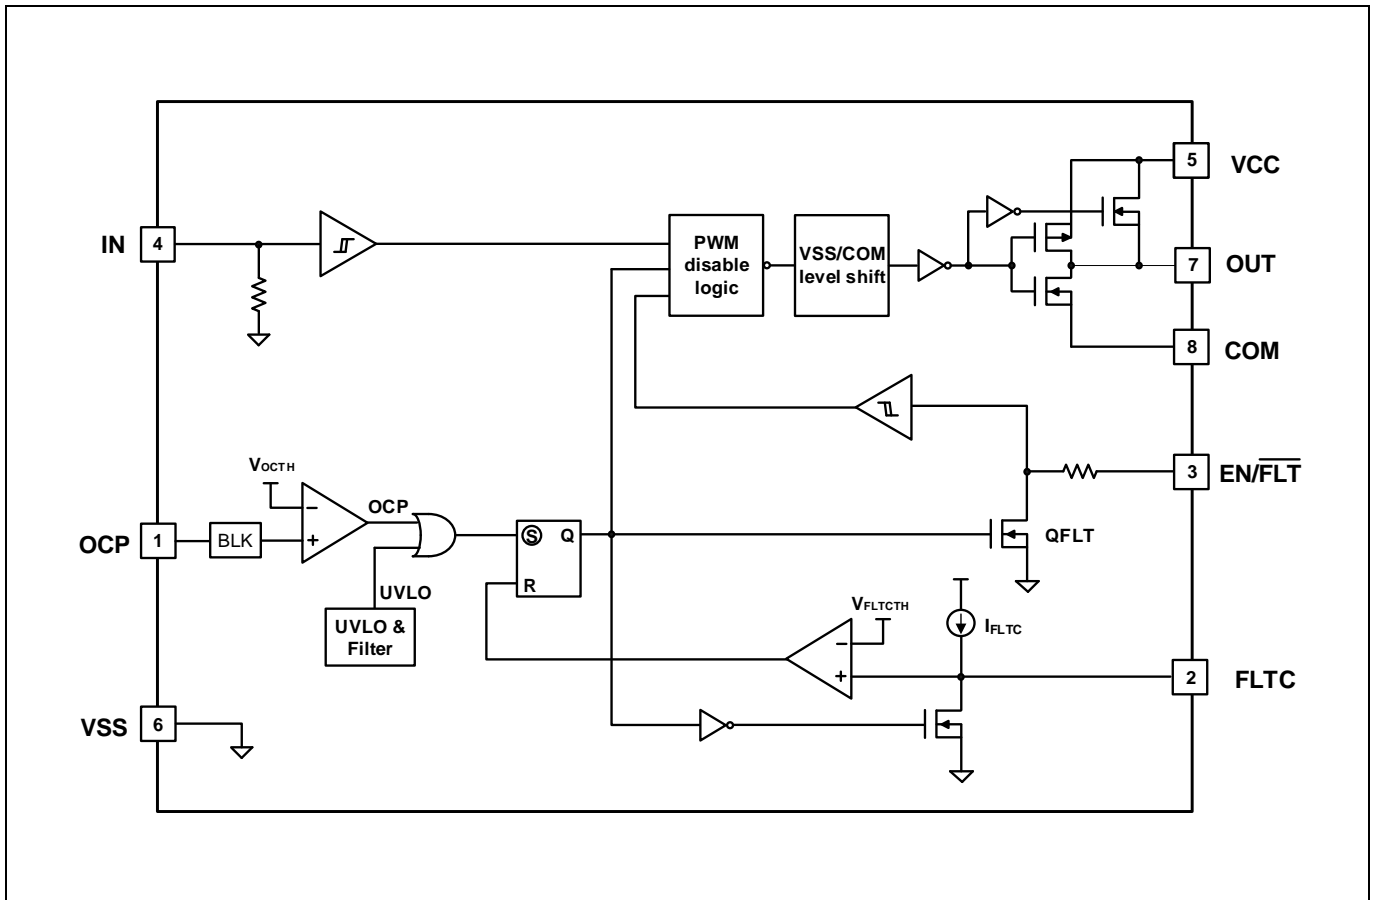 5
VCC
IN
4
PWM
disable
logic
VSS/COM
level shift
7
OUT
8
COM
VOCTH
OCP
3
EN/FLT
OCP
1
BLK
−
+
S
Q
R
QFLT
UVLO
UVLO &
Filter
VFLTCTH
IFLTC
−
+
2
FLTC
VSS
6